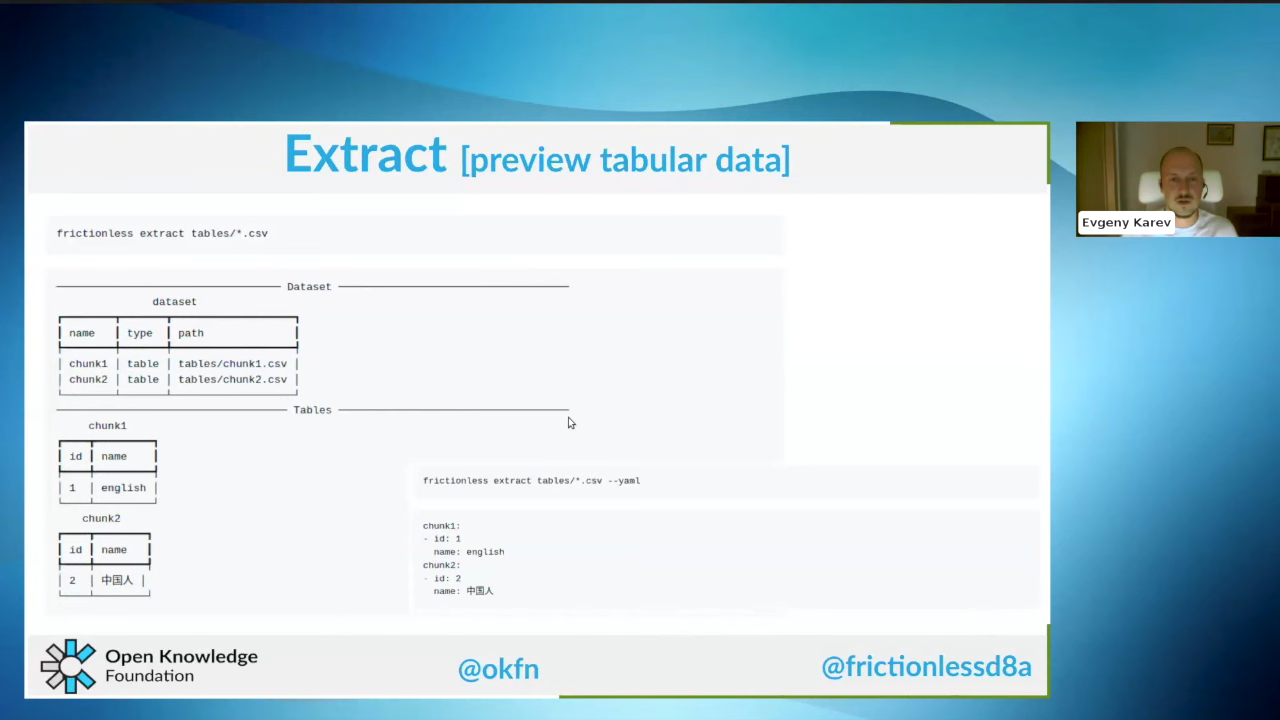 Extract [preview tabular data]
frictionless extract tables/*.csv
Dataset
dataset
name type path
chunk1 table tables/chunk1.csv
chunk2 table tables/chunk2.csv
Tables
chunk1
id name
1 english
chunk2
id name
2 中国人
frictionless extract tables/*.csv --yaml
chunk1:
- id: 1
name: english
chunk2:
- id: 2
name: 中国人
Open Knowledge
Foundation
@okfn
@frictionlessd8a
Evgeny Karev